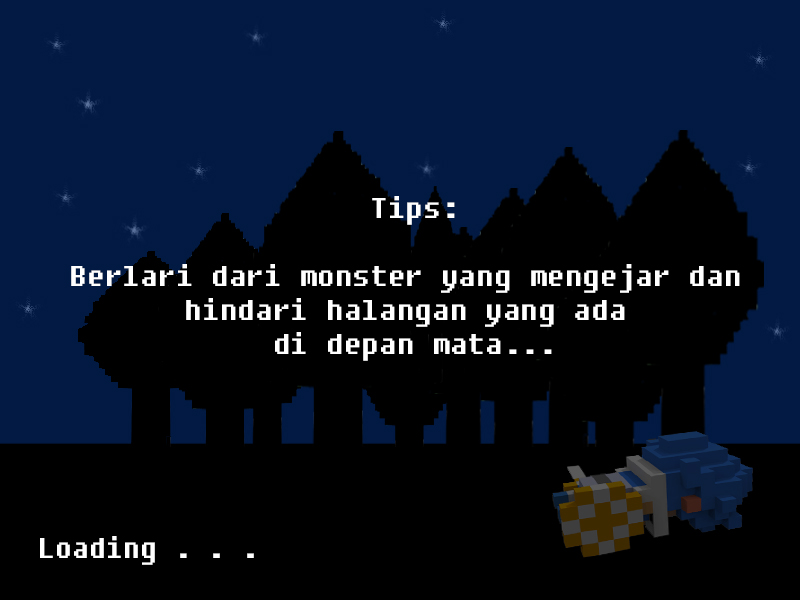 Tips:
Berlari dari monster yang mengejar dan
hindari halangan yang ada
di depan mata...
Loading . . .